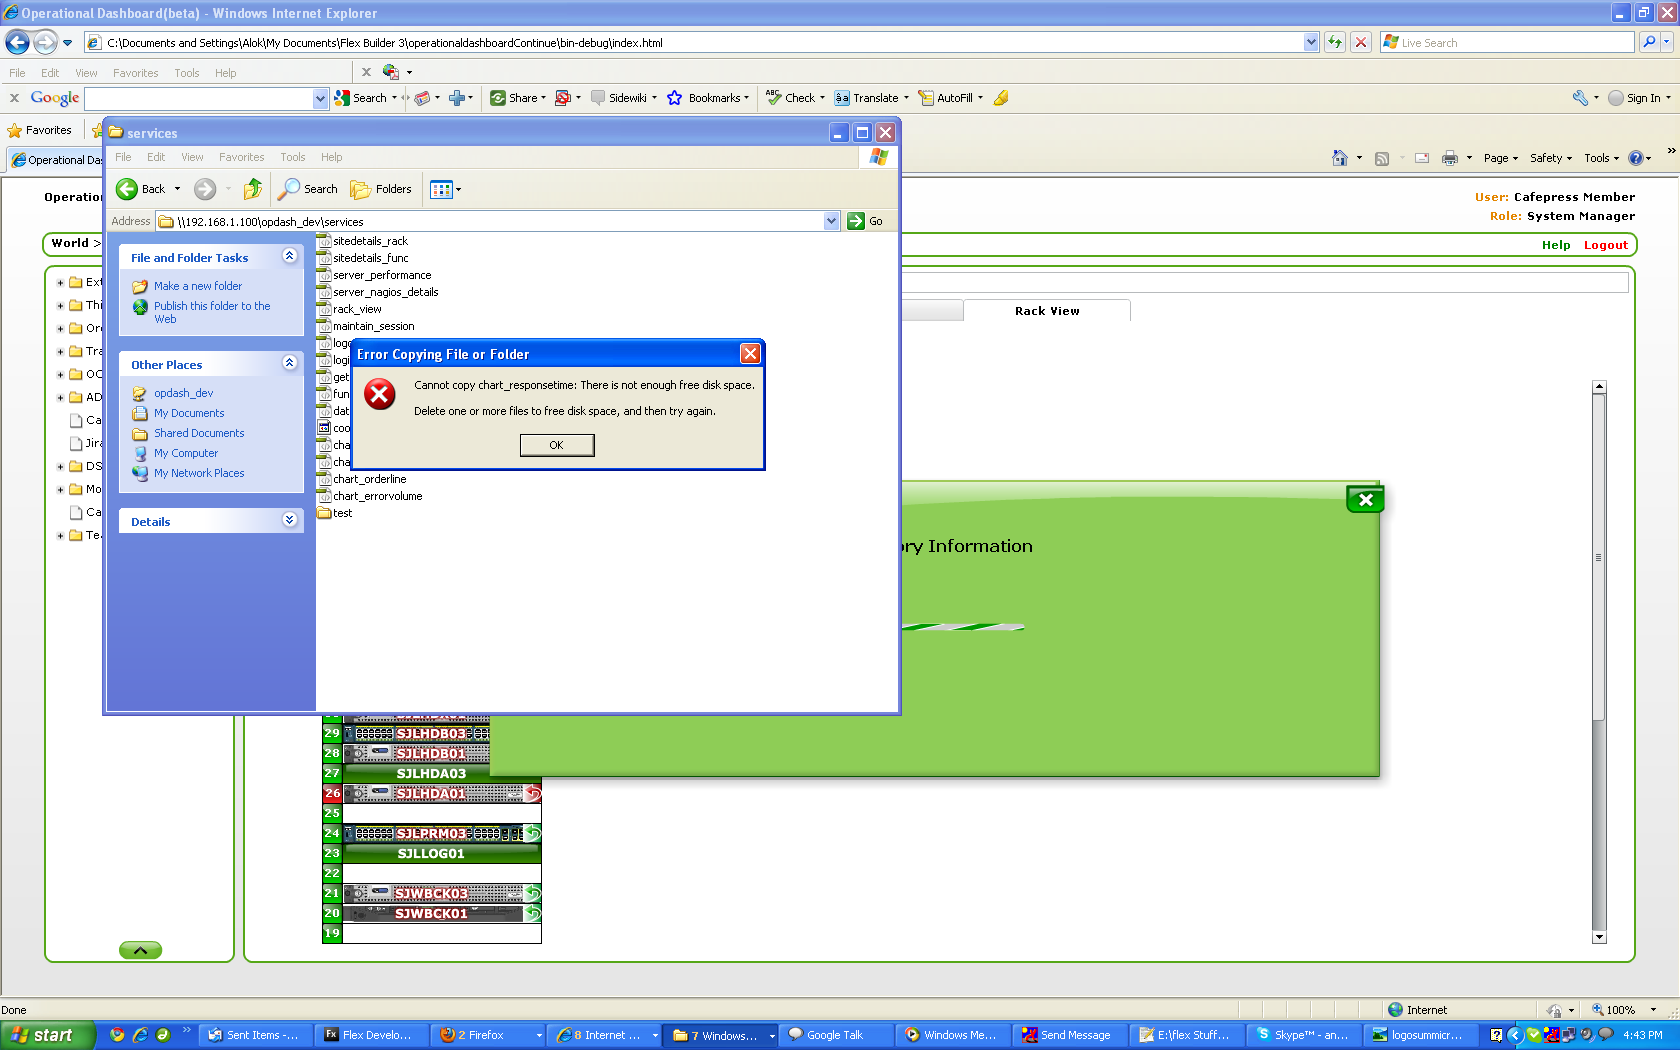 Operational Dashboard(beta) - Windows Internet Explorer
C:\Documents and Settings\Alok\My Documents\Flex Builder 3\operationaldashboardContinue\bin-debug\index.html
Live Search
File Edit View Favorites Tools Help
Google Search Share Sidewiki Bookmarks Check Translate AutoFill Sign In
Favorites
Operational Das
Page Safety Tools
services
File Edit View Favorites Tools Help
Back Search Folders
Address \\192.168.1.100\opdash_dev\services Go
File and Folder Tasks
Make a new folder
Publish this folder to the
Web
Other Places
opdash_dev
My Documents
Shared Documents
My Computer
My Network Places
Details
sitedetails_rack
sitedetails_func
server_performance
server_nagios_details
rack_view
maintain_session
logo
logi
get
fun
dat
coo
cha
cha
chart_orderline
chart_errorvolume
test
Error Copying File or Folder
Cannot copy chart_responsetime: There is not enough free disk space.
Delete one or more files to free disk space, and then try again.
OK
Operatio
User: Cafepress Member
Role: System Manager
World >
Help Logout
Ext
Thi
Or
Tra
OC
AD
Ca
Jira
DS
Mo
Ca
Te
Rack View
ory Information
29 SJLHDB03
28 SJLHDB01
27 SJLHDA03
26 SJLHDA01
25
24 SJLPRM03
23 SJLLOG01
22
21 SJWBCK03
20 SJWBCK01
19
Done
Internet
100%
start
Sent Items -...
Flex Develo...
2 Firefox
8 Internet ...
7 Windows...
Google Talk
Windows Me...
Send Message
E:\flex Stuff...
Skype™ - an...
logosummicr...
4:43 PM